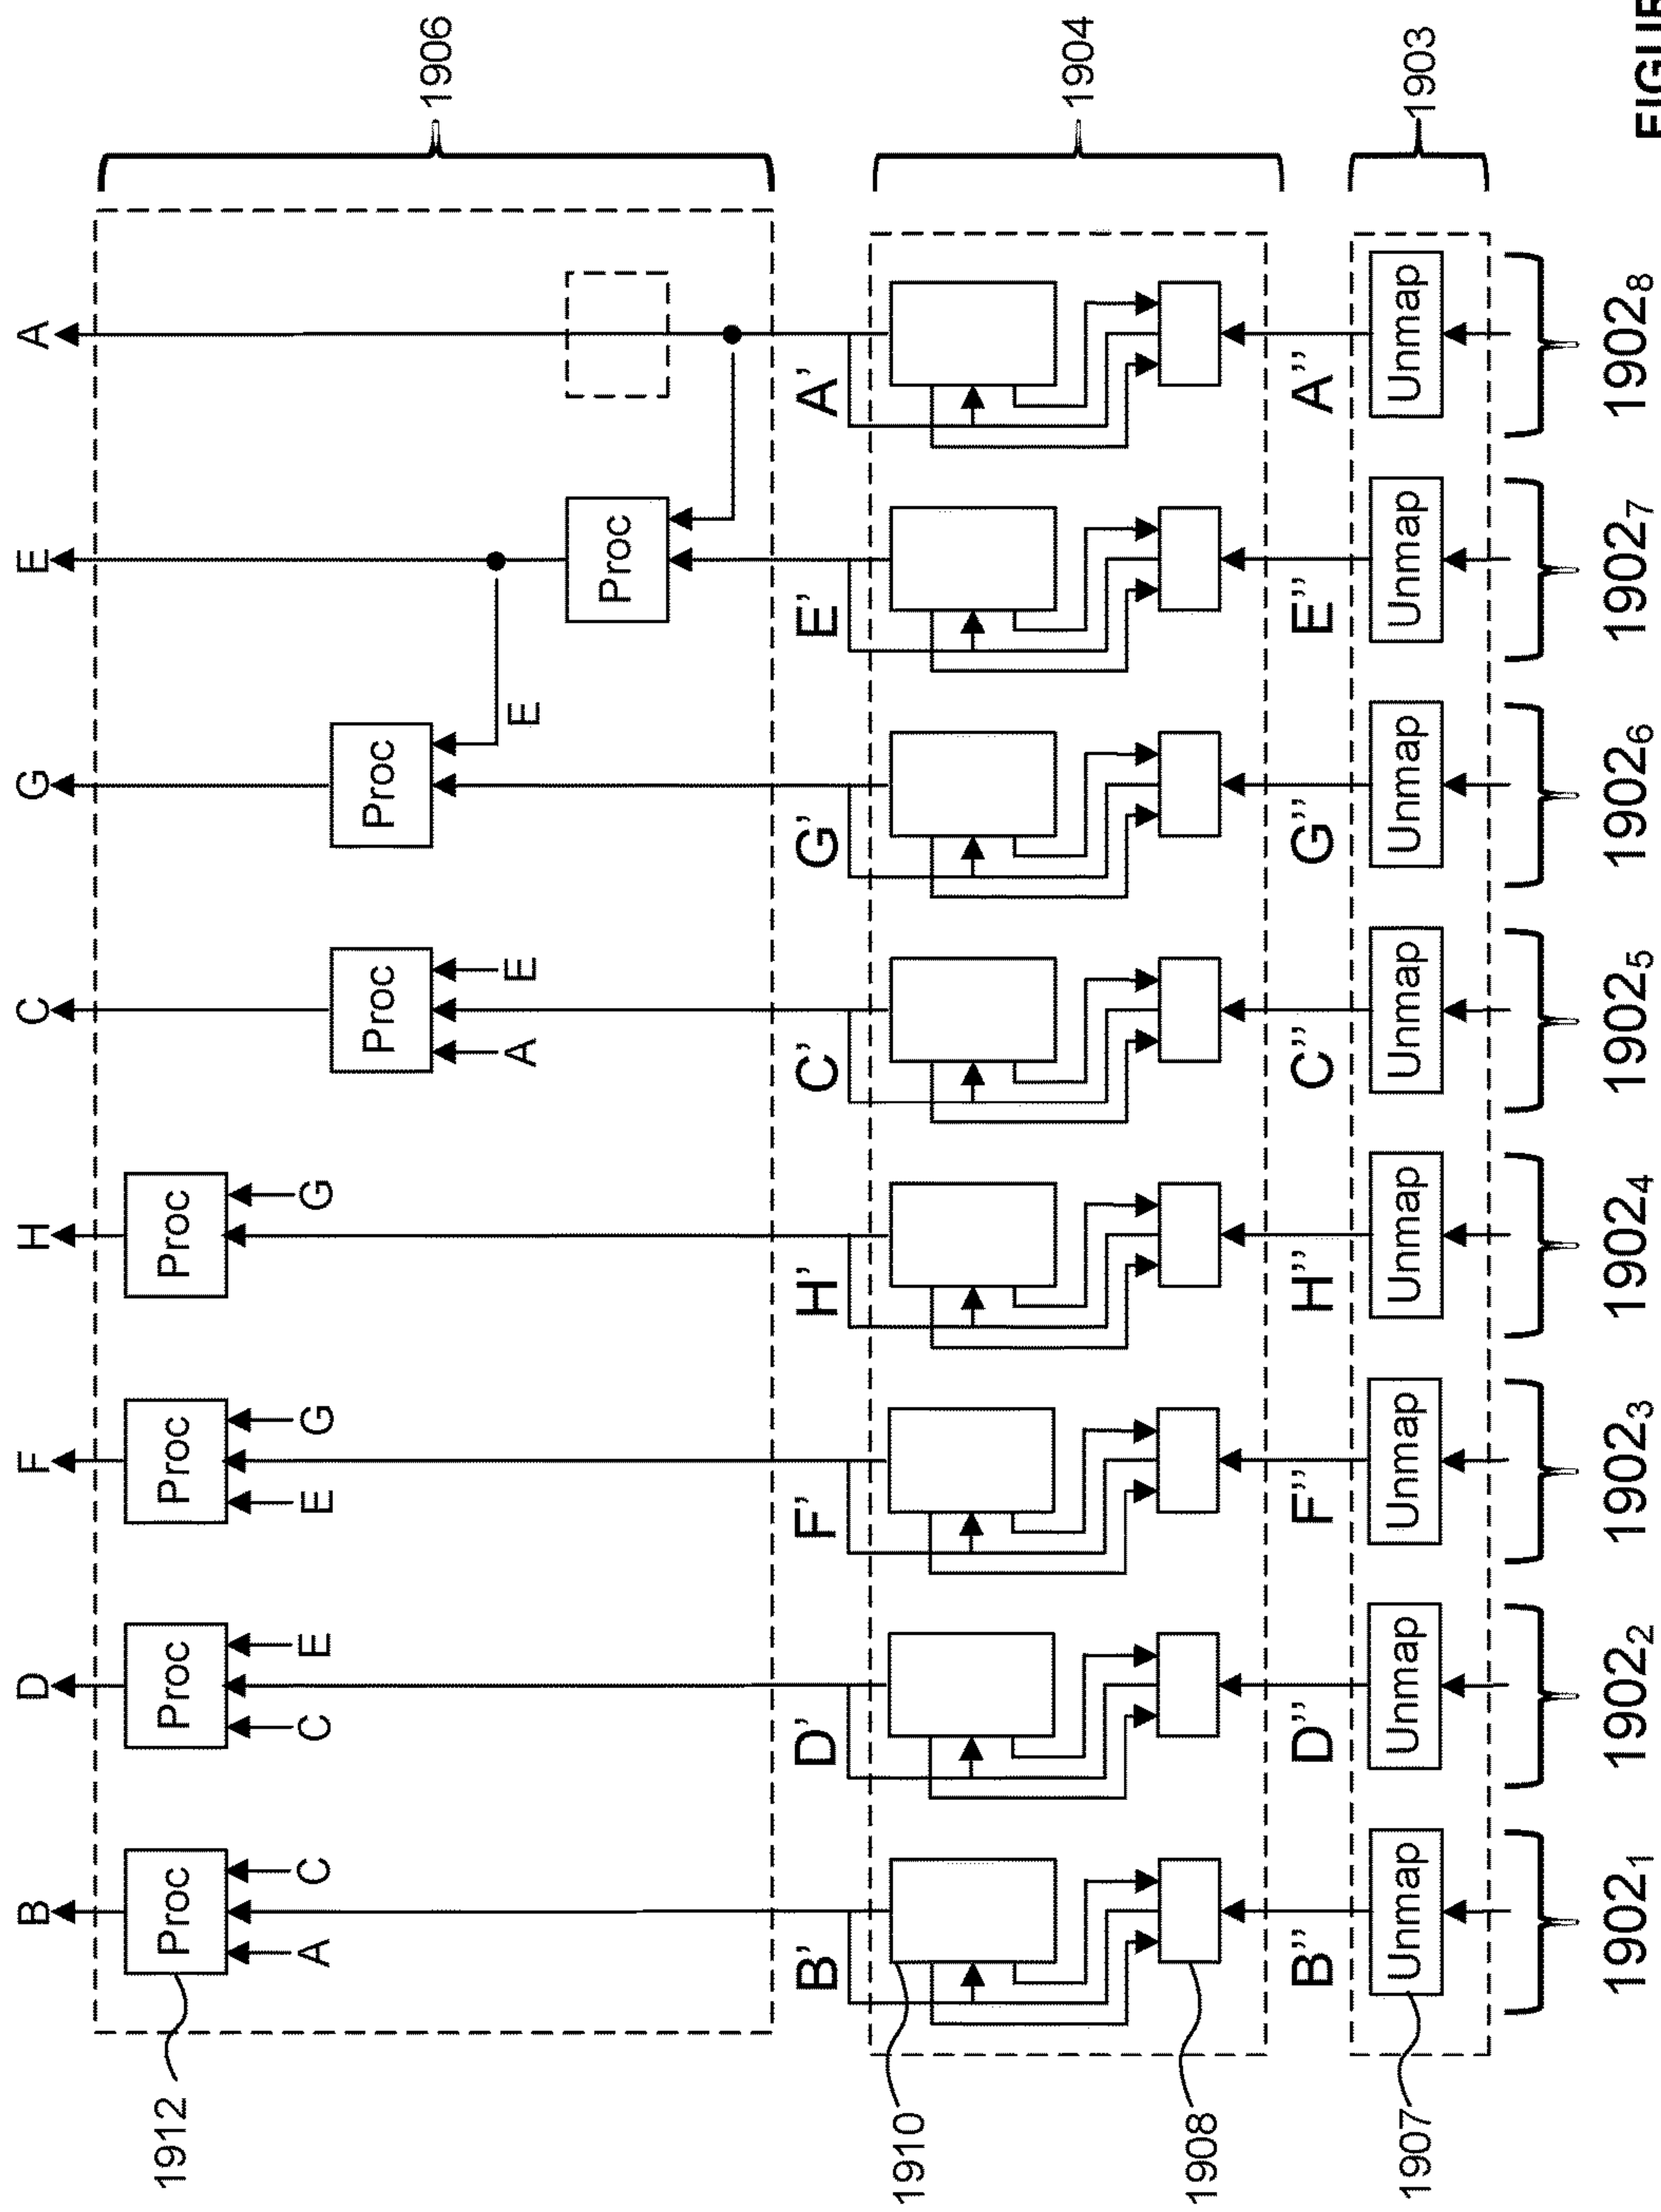 B D F H C G E A
1912
Proc Proc Proc Proc
A C C E E G G
1906
Proc Proc
A E E
Proc
B' D' F' H' C' G' E' A'
1910
1904
1908
B'' D'' F'' H'' C'' G'' E'' A''
1907
Unmap Unmap Unmap Unmap Unmap Unmap Unmap Unmap
1903
1902₁ 1902₂ 1902₃ 1902₄ 1902₅ 1902₆ 1902₇ 1902₈